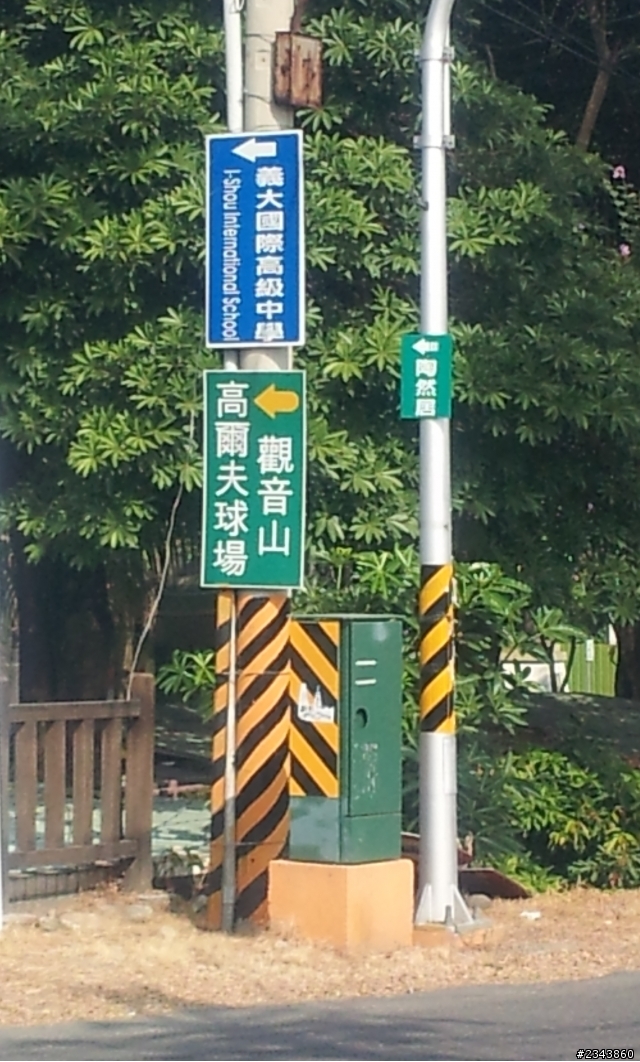 義大國際高級中學
I-Shou International School
觀音山
高爾夫球場
陶然居
#2343860